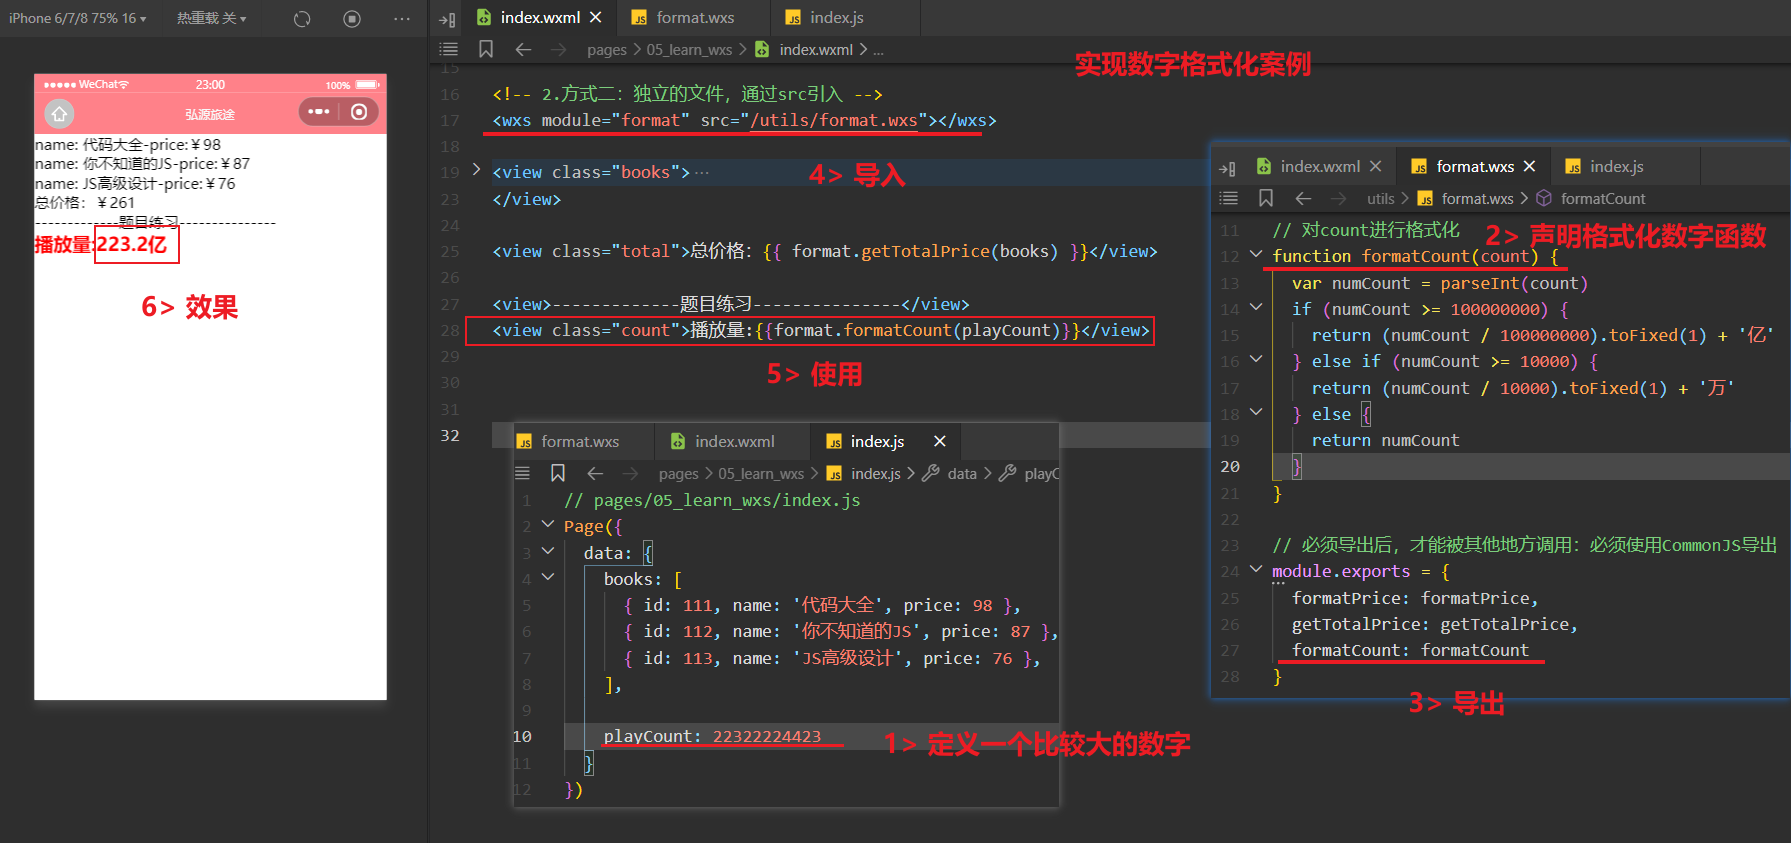 iPhone 6/7/8 75% 16
热重载 关
WeChat
23:00
100%
弘源旅途
name: 代码大全-price:￥98
name: 你不知道的JS-price:￥87
name: JS高级设计-price:￥76
总价格: ￥261
-------------题目练习---------------
播放量:223.2亿
6> 效果
index.wxml
format.wxs
index.js
pages > 05_learn_wxs > index.wxml > ...
实现数字格式化案例
15
16 <!-- 2.方式二: 独立的文件, 通过src引入 -->
17 <wxs module="format" src="/utils/format.wxs"></wxs>
18
19 <view class="books">···
4> 导入
23 </view>
24
25 <view class="total">总价格: {{ format.getTotalPrice(books) }}</view>
26
27 <view>-------------题目练习---------------</view>
28 <view class="count">播放量:{{format.formatCount(playCount)}}</view>
29
5> 使用
30
31
32
format.wxs
index.wxml
index.js
pages > 05_learn_wxs > index.js > data > playC
1 // pages/05_learn_wxs/index.js
2 Page({
3 data: {
4 books: [
5 { id: 111, name: '代码大全', price: 98 },
6 { id: 112, name: '你不知道的JS', price: 87 },
7 { id: 113, name: 'JS高级设计', price: 76 },
8 ],
9
10 playCount: 22322224423
1> 定义一个比较大的数字
11 }
12 })
index.wxml
format.wxs
index.js
utils > format.wxs > formatCount
11 // 对count进行格式化
2> 声明格式化数字函数
12 function formatCount(count) {
13 var numCount = parseInt(count)
14 if (numCount >= 100000000) {
15 return (numCount / 100000000).toFixed(1) + '亿'
16 } else if (numCount >= 10000) {
17 return (numCount / 10000).toFixed(1) + '万'
18 } else {
19 return numCount
20 }
21 }
22
23 // 必须导出后, 才能被其他地方调用: 必须使用CommonJS导出
24 module.exports = {
25 formatPrice: formatPrice,
26 getTotalPrice: getTotalPrice,
27 formatCount: formatCount
28 }
3> 导出